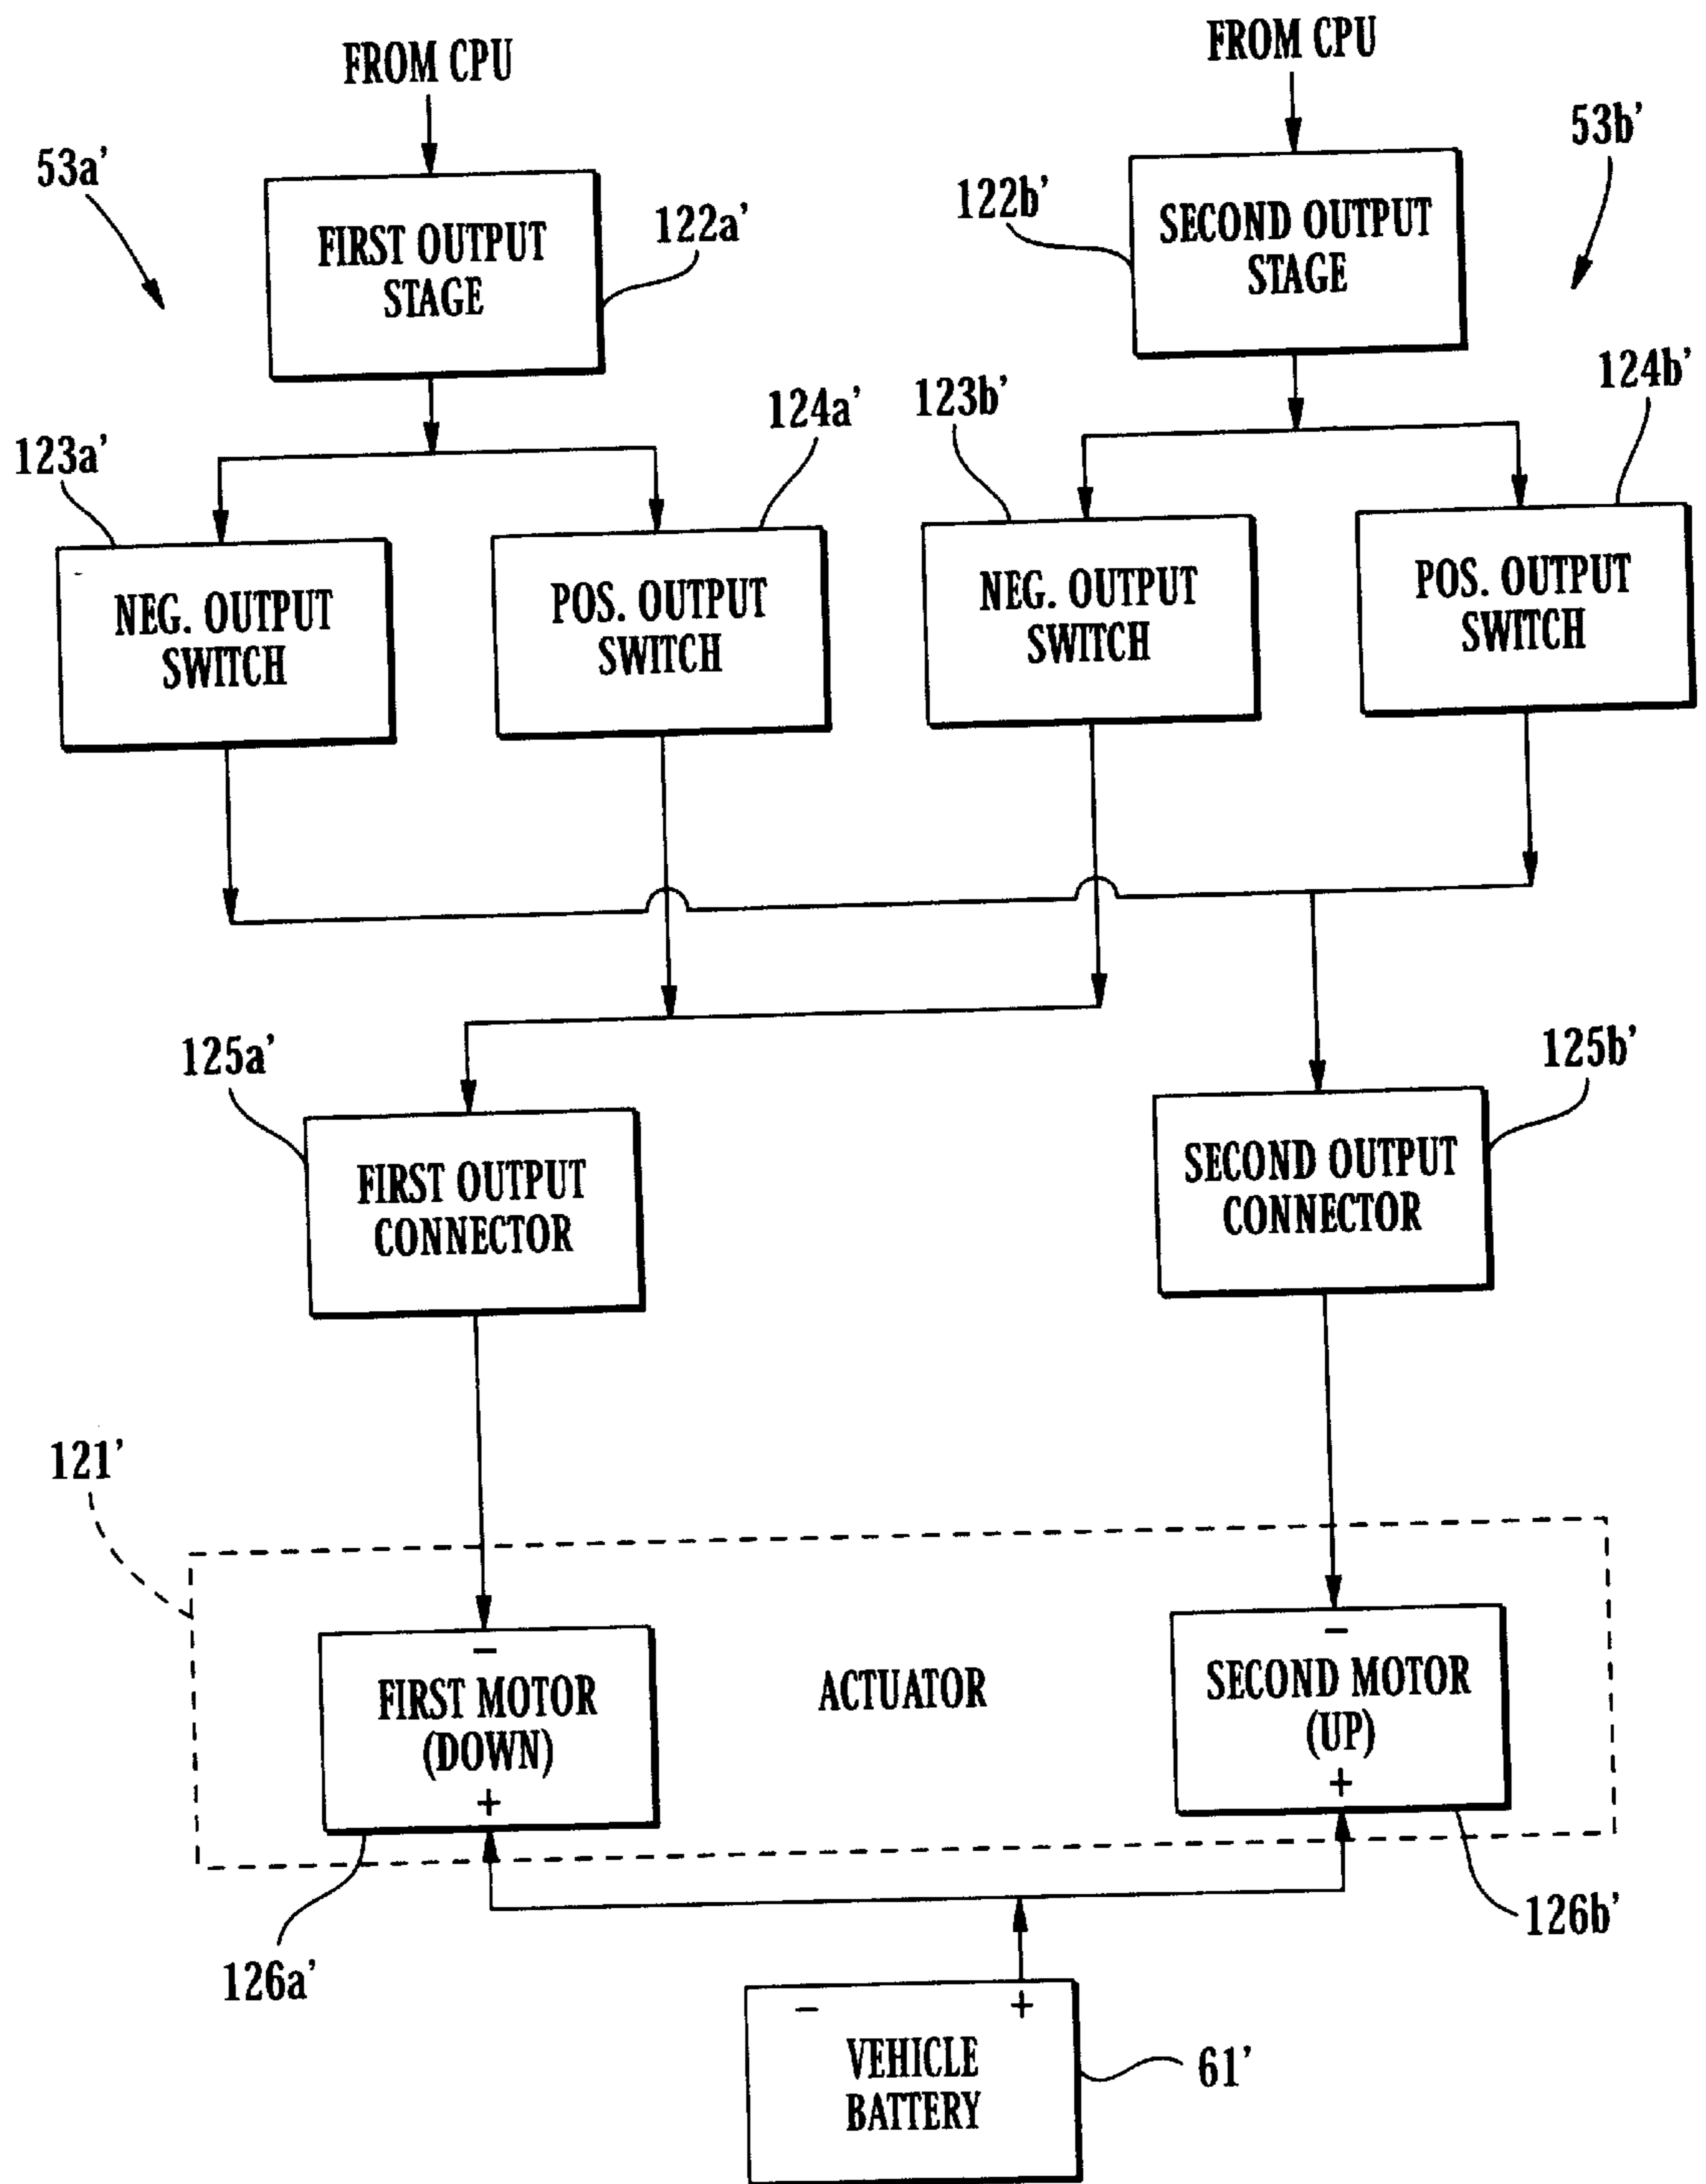 FROM CPU
FROM CPU
53a'
53b'
FIRST OUTPUT
STAGE
122a'
122b'
SECOND OUTPUT
STAGE
123a'
124a'
123b'
124b'
NEG. OUTPUT
SWITCH
POS. OUTPUT
SWITCH
NEG. OUTPUT
SWITCH
POS. OUTPUT
SWITCH
125a'
125b'
FIRST OUTPUT
CONNECTOR
SECOND OUTPUT
CONNECTOR
121'
−
FIRST MOTOR
(DOWN)
+
ACTUATOR
−
SECOND MOTOR
(UP)
+
126a'
126b'
− +
VEHICLE
BATTERY
61'